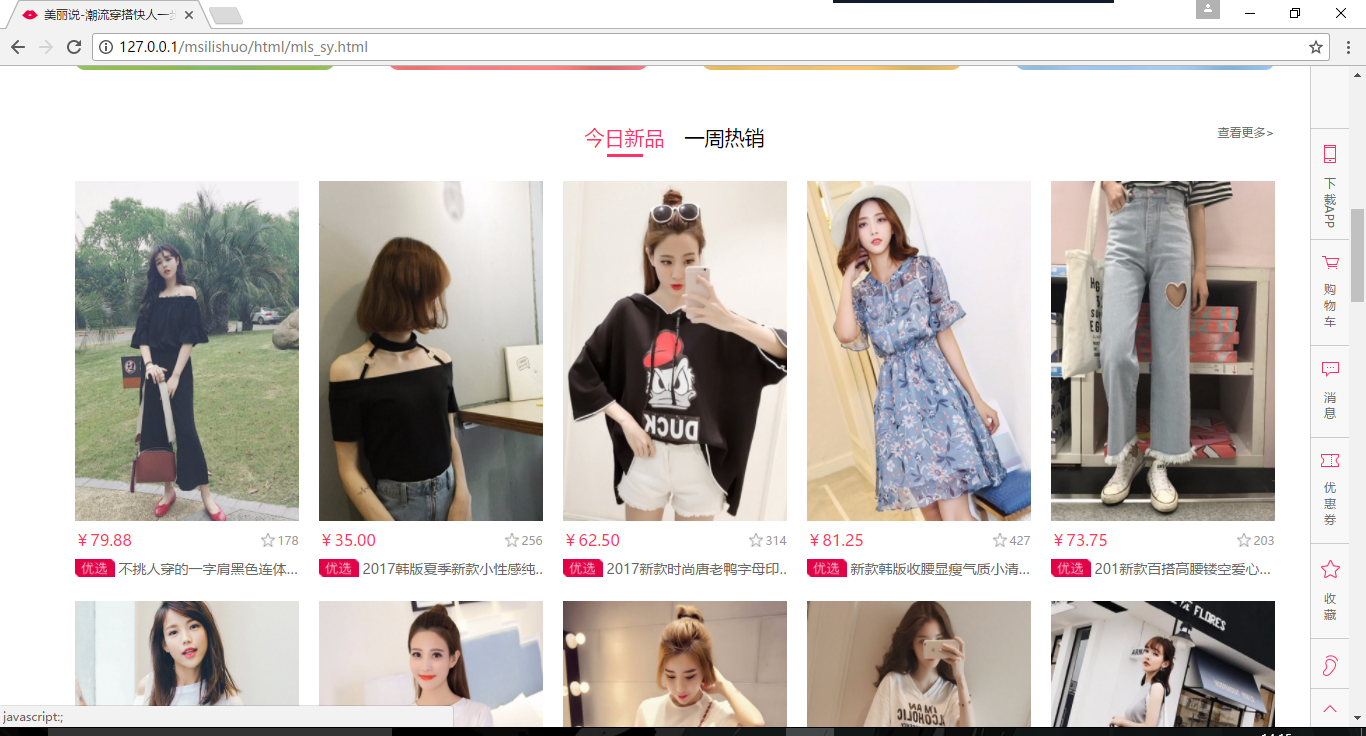 美丽说-潮流穿搭快人一步
127.0.0.1/msilishuo/html/mls_sy.html
今日新品 一周热销
查看更多>
下载APP
购物车
消息
优惠券
收藏
DUCK
¥79.88 178
¥35.00 256
¥62.50 314
¥81.25 427
¥73.75 203
优选 不挑人穿的一字肩黑色连体...
优选 2017韩版夏季新款小性感纯...
优选 2017新款时尚唐老鸭字母印...
优选 新款韩版收腰显瘦气质小清...
优选 201新款百搭高腰镂空爱心...
FLORES
I'M AN
ALCOHOLIC
javascript:;